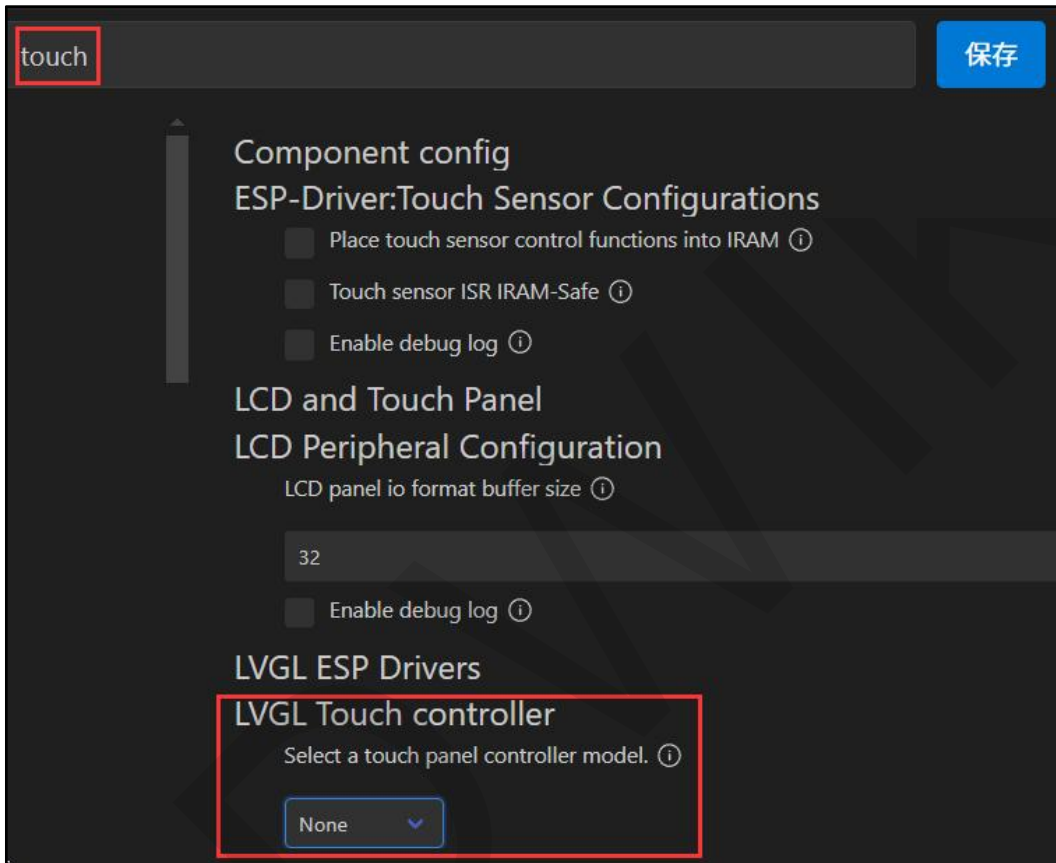 touch
保存
Component config
ESP-Driver:Touch Sensor Configurations
Place touch sensor control functions into IRAM
Touch sensor ISR IRAM-Safe
Enable debug log
LCD and Touch Panel
LCD Peripheral Configuration
LCD panel io format buffer size
32
Enable debug log
LVGL ESP Drivers
LVGL Touch controller
Select a touch panel controller model.
None